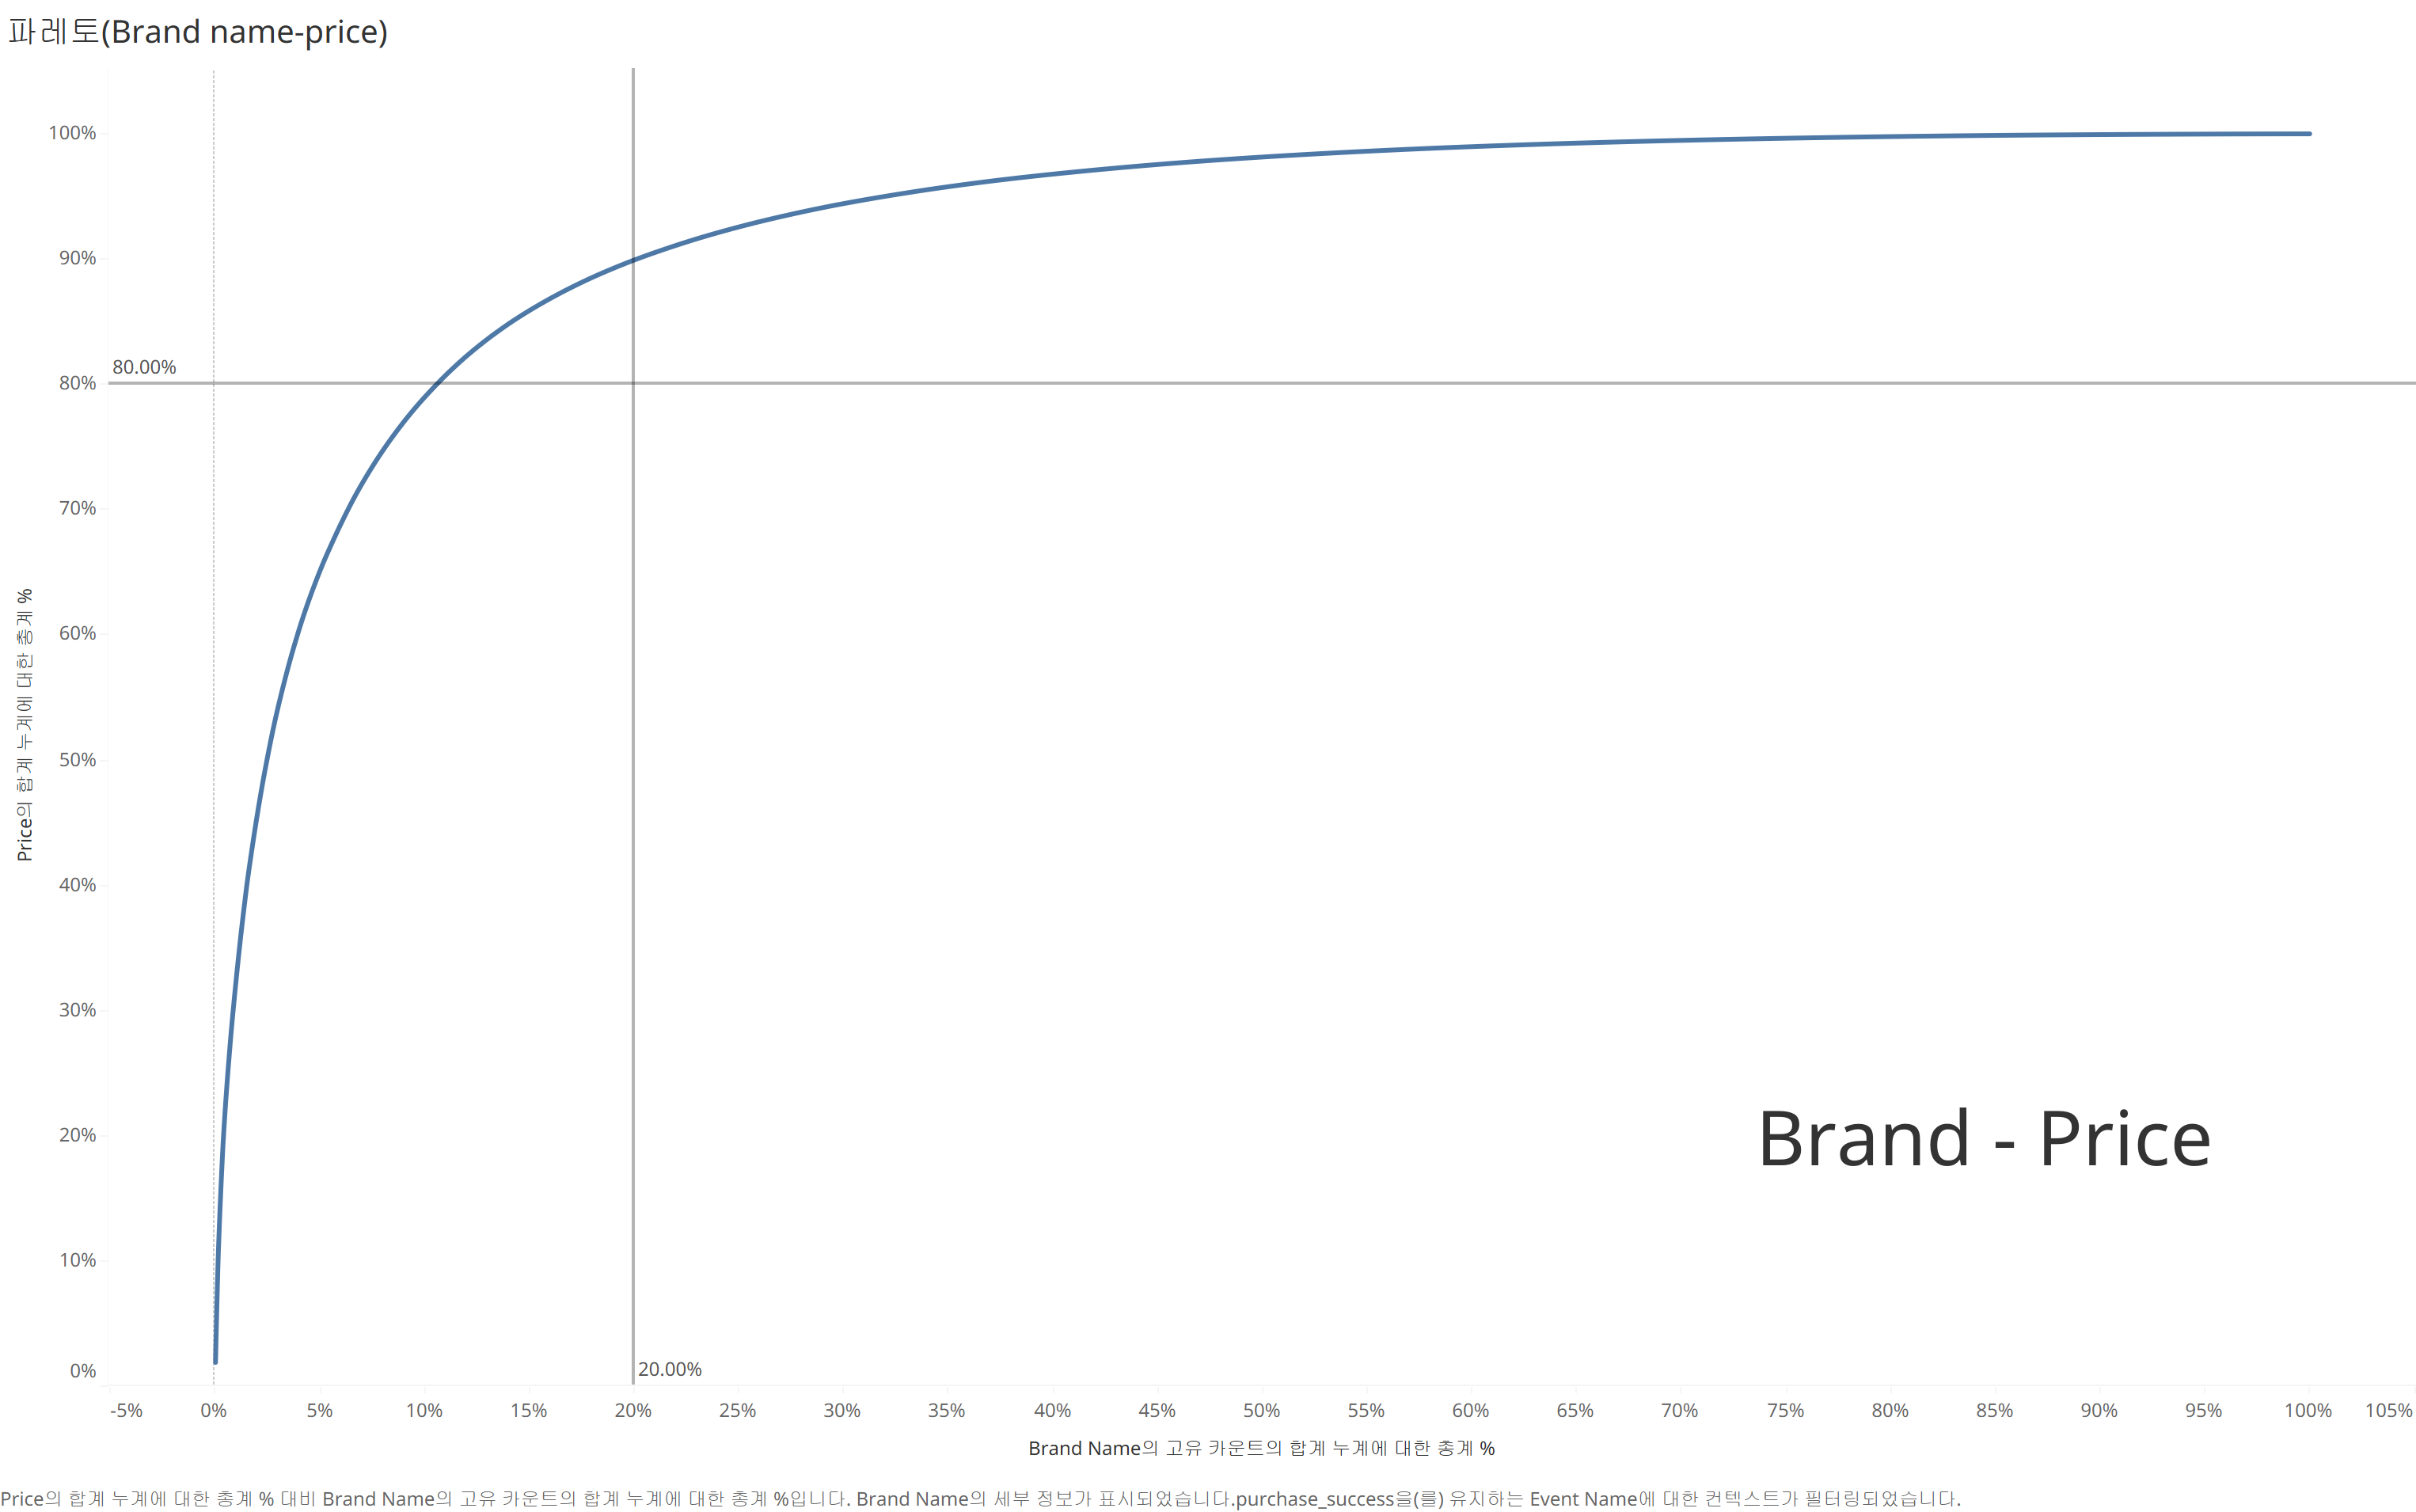 파레토(Brand name-price)
100%
90%
80.00%
80%
70%
Price의 합계 누계에 대한 총계 %
60%
50%
40%
30%
20%
Brand - Price
10%
0%
20.00%
-5% 0% 5% 10% 15% 20% 25% 30% 35% 40% 45% 50% 55% 60% 65% 70% 75% 80% 85% 90% 95% 100% 105%
Brand Name의 고유 카운트의 합계 누계에 대한 총계 %
Price의 합계 누계에 대한 총계 % 대비 Brand Name의 고유 카운트의 합계 누계에 대한 총계 %입니다. Brand Name의 세부 정보가 표시되었습니다.purchase_success을(를) 유지하는 Event Name에 대한 컨텍스트가 필터링되었습니다.